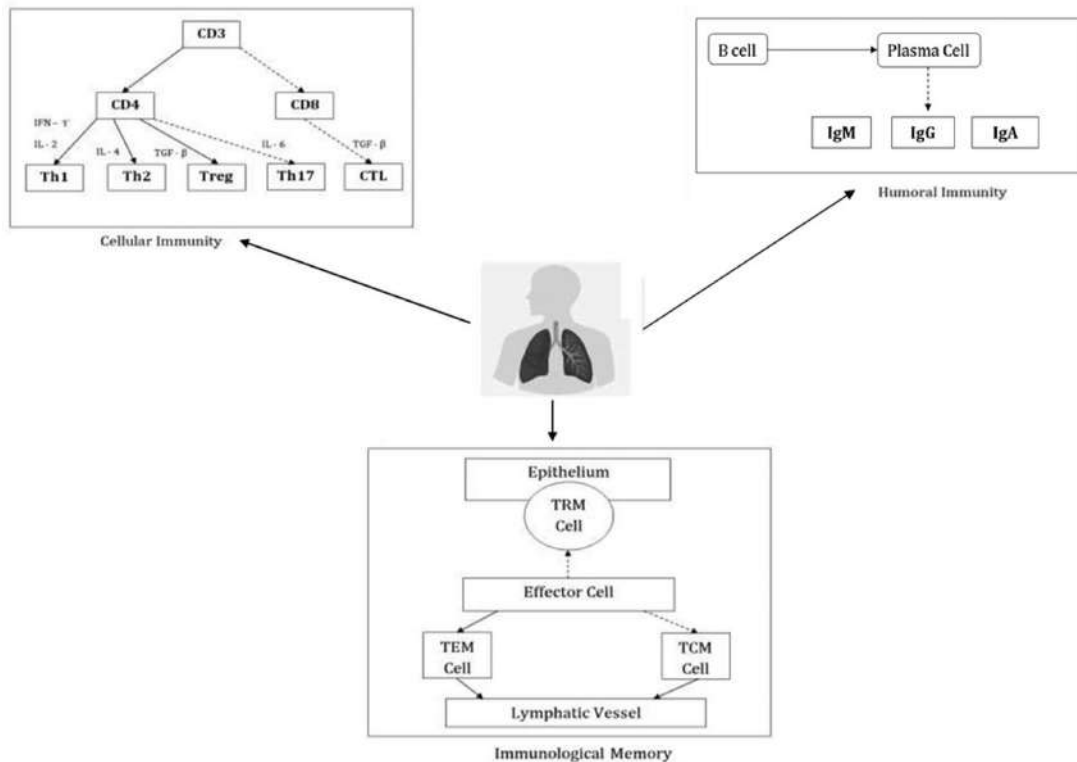 CD3
CD4
CD8
IFN - ϒ
IL - 2
IL - 4
TGF - β
IL - 6
TGF - β
Th1
Th2
Treg
Th17
CTL
Cellular Immunity
B cell
Plasma Cell
IgM
IgG
IgA
Humoral Immunity
Epithelium
TRM
Cell
Effector Cell
TEM
Cell
TCM
Cell
Lymphatic Vessel
Immunological Memory